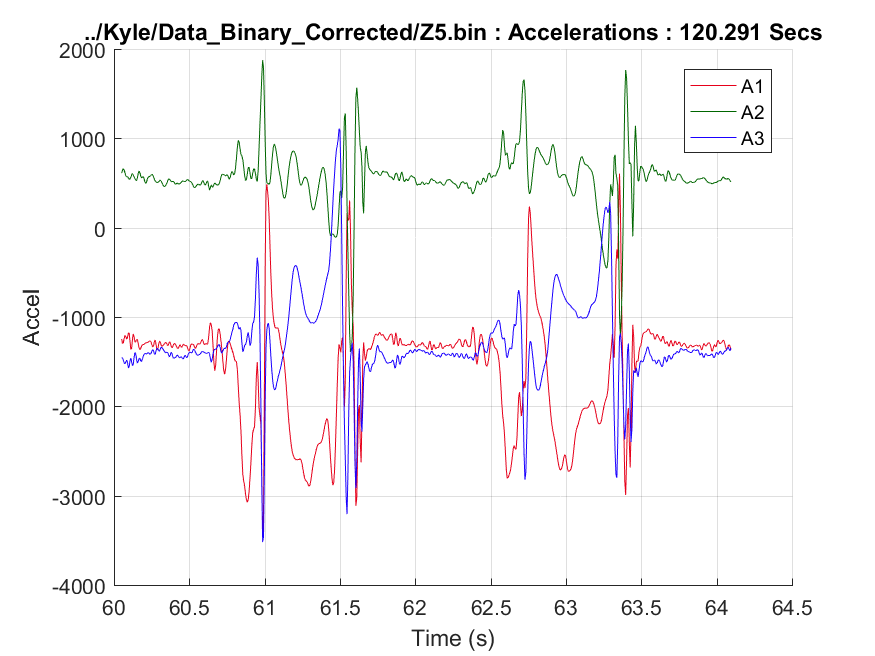 ../Kyle/Data_Binary_Corrected/Z5.bin : Accelerations : 120.291 Secs
A1
A2
A3
2000
1000
0
-1000
-2000
-3000
-4000
Accel
60
60.5
61
61.5
62
62.5
63
63.5
64
64.5
Time (s)